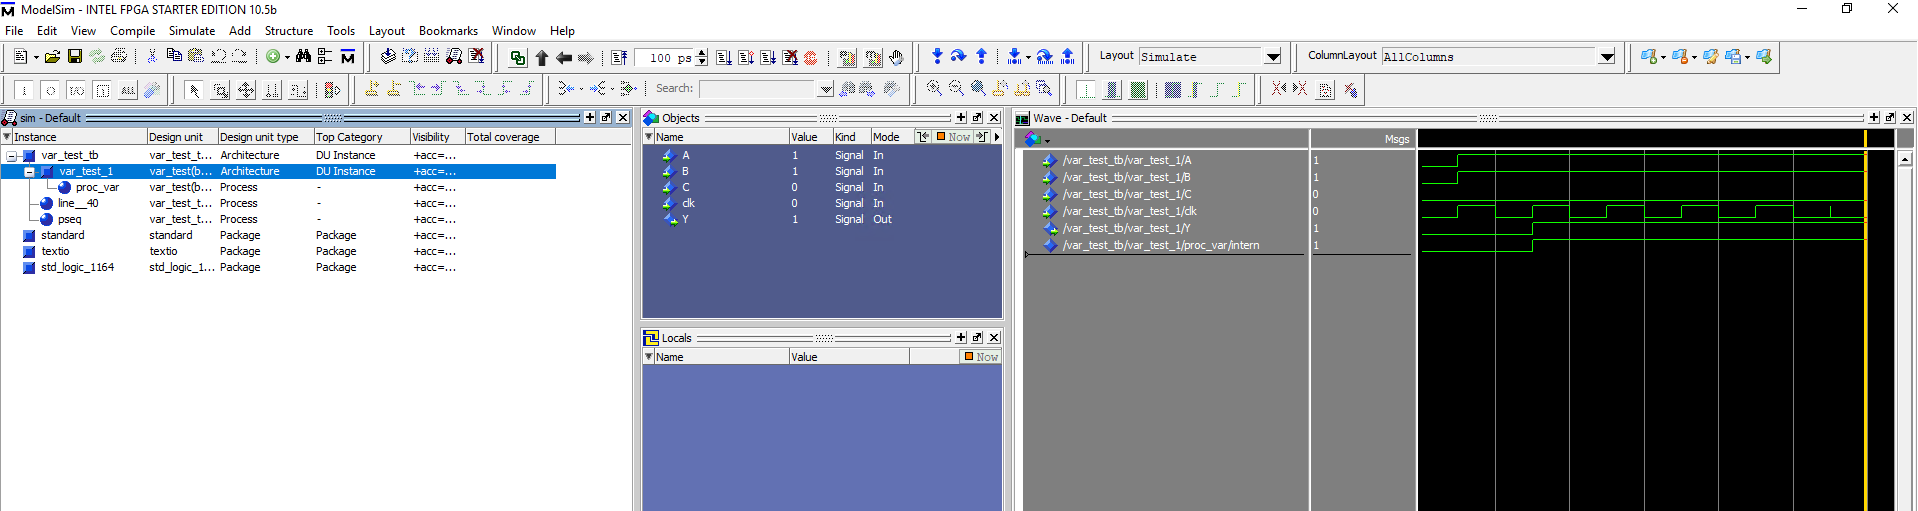 ModelSim - INTEL FPGA STARTER EDITION 10.5b
File Edit View Compile Simulate Add Structure Tools Layout Bookmarks Window Help
100 ps
Layout Simulate
ColumnLayout AllColumns
Search:
sim - Default
Instance Design unit Design unit type Top Category Visibility Total coverage
var_test_tb var_test_t... Architecture DU Instance +acc=...
var_test_1 var_test(b... Architecture DU Instance +acc=...
proc_var var_test(b... Process - +acc=...
line__40 var_test_t... Process - +acc=...
pseq var_test_t... Process - +acc=...
standard standard Package Package +acc=...
textio textio Package Package +acc=...
std_logic_1164 std_logic_1... Package Package +acc=...
Objects
Name Value Kind Mode Now
A 1 Signal In
B 1 Signal In
C 0 Signal In
clk 0 Signal In
Y 1 Signal Out
Locals
Name Value Now
Wave - Default
Msgs
/var_test_tb/var_test_1/A 1
/var_test_tb/var_test_1/B 1
/var_test_tb/var_test_1/C 0
/var_test_tb/var_test_1/clk 0
/var_test_tb/var_test_1/Y 1
/var_test_tb/var_test_1/proc_var/intern 1